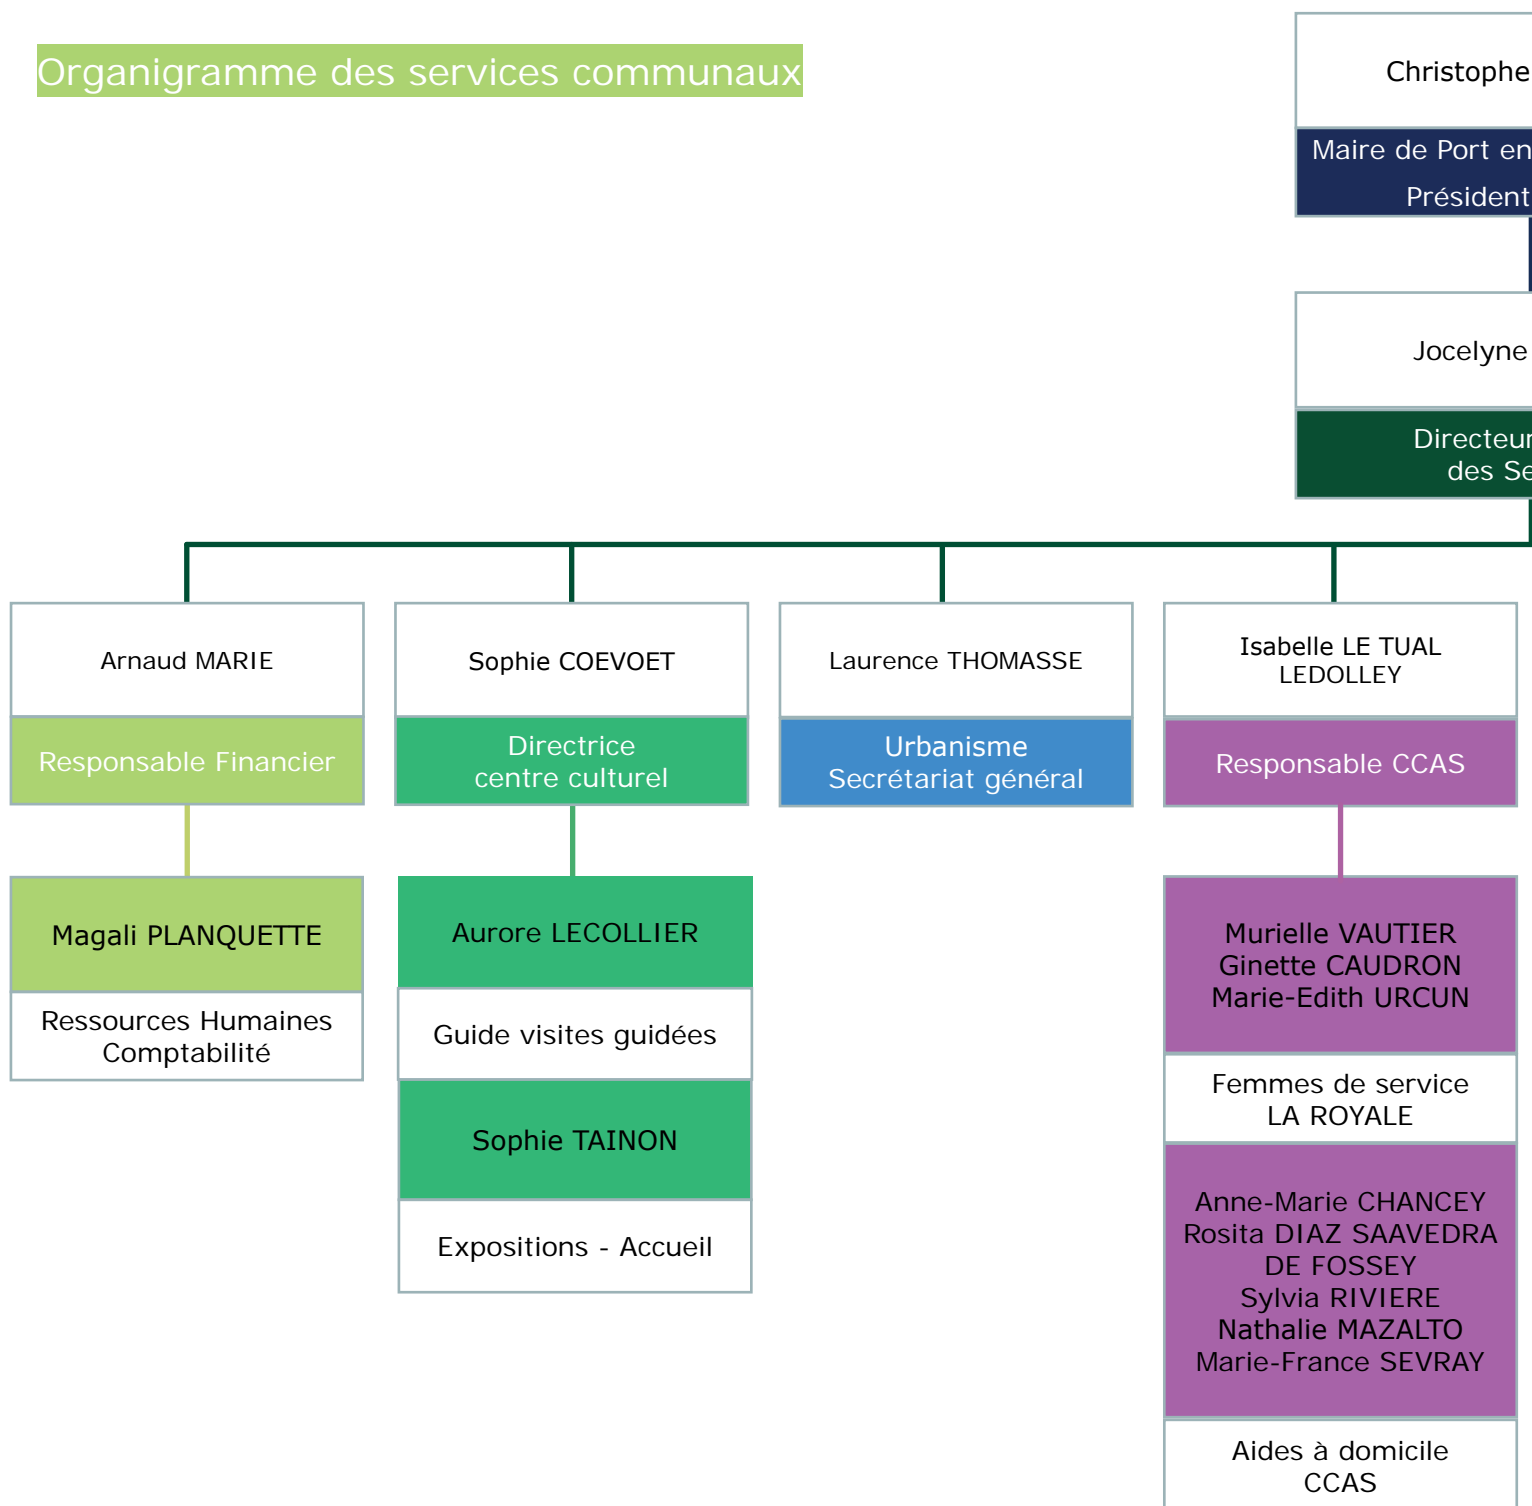 Organigramme des services communaux
Christophe
Maire de Port en
Président
Jocelyne
Directeur
des Se
Arnaud MARIE
Responsable Financier
Sophie COEVOET
Directrice
centre culturel
Laurence THOMASSE
Urbanisme
Secrétariat général
Isabelle LE TUAL
LEDOLLEY
Responsable CCAS
Magali PLANQUETTE
Ressources Humaines
Comptabilité
Aurore LECOLLIER
Guide visites guidées
Sophie TAINON
Expositions - Accueil
Murielle VAUTIER
Ginette CAUDRON
Marie-Edith URCUN
Femmes de service
LA ROYALE
Anne-Marie CHANCEY
Rosita DIAZ SAAVEDRA
DE FOSSEY
Sylvia RIVIERE
Nathalie MAZALTO
Marie-France SEVRAY
Aides à domicile
CCAS